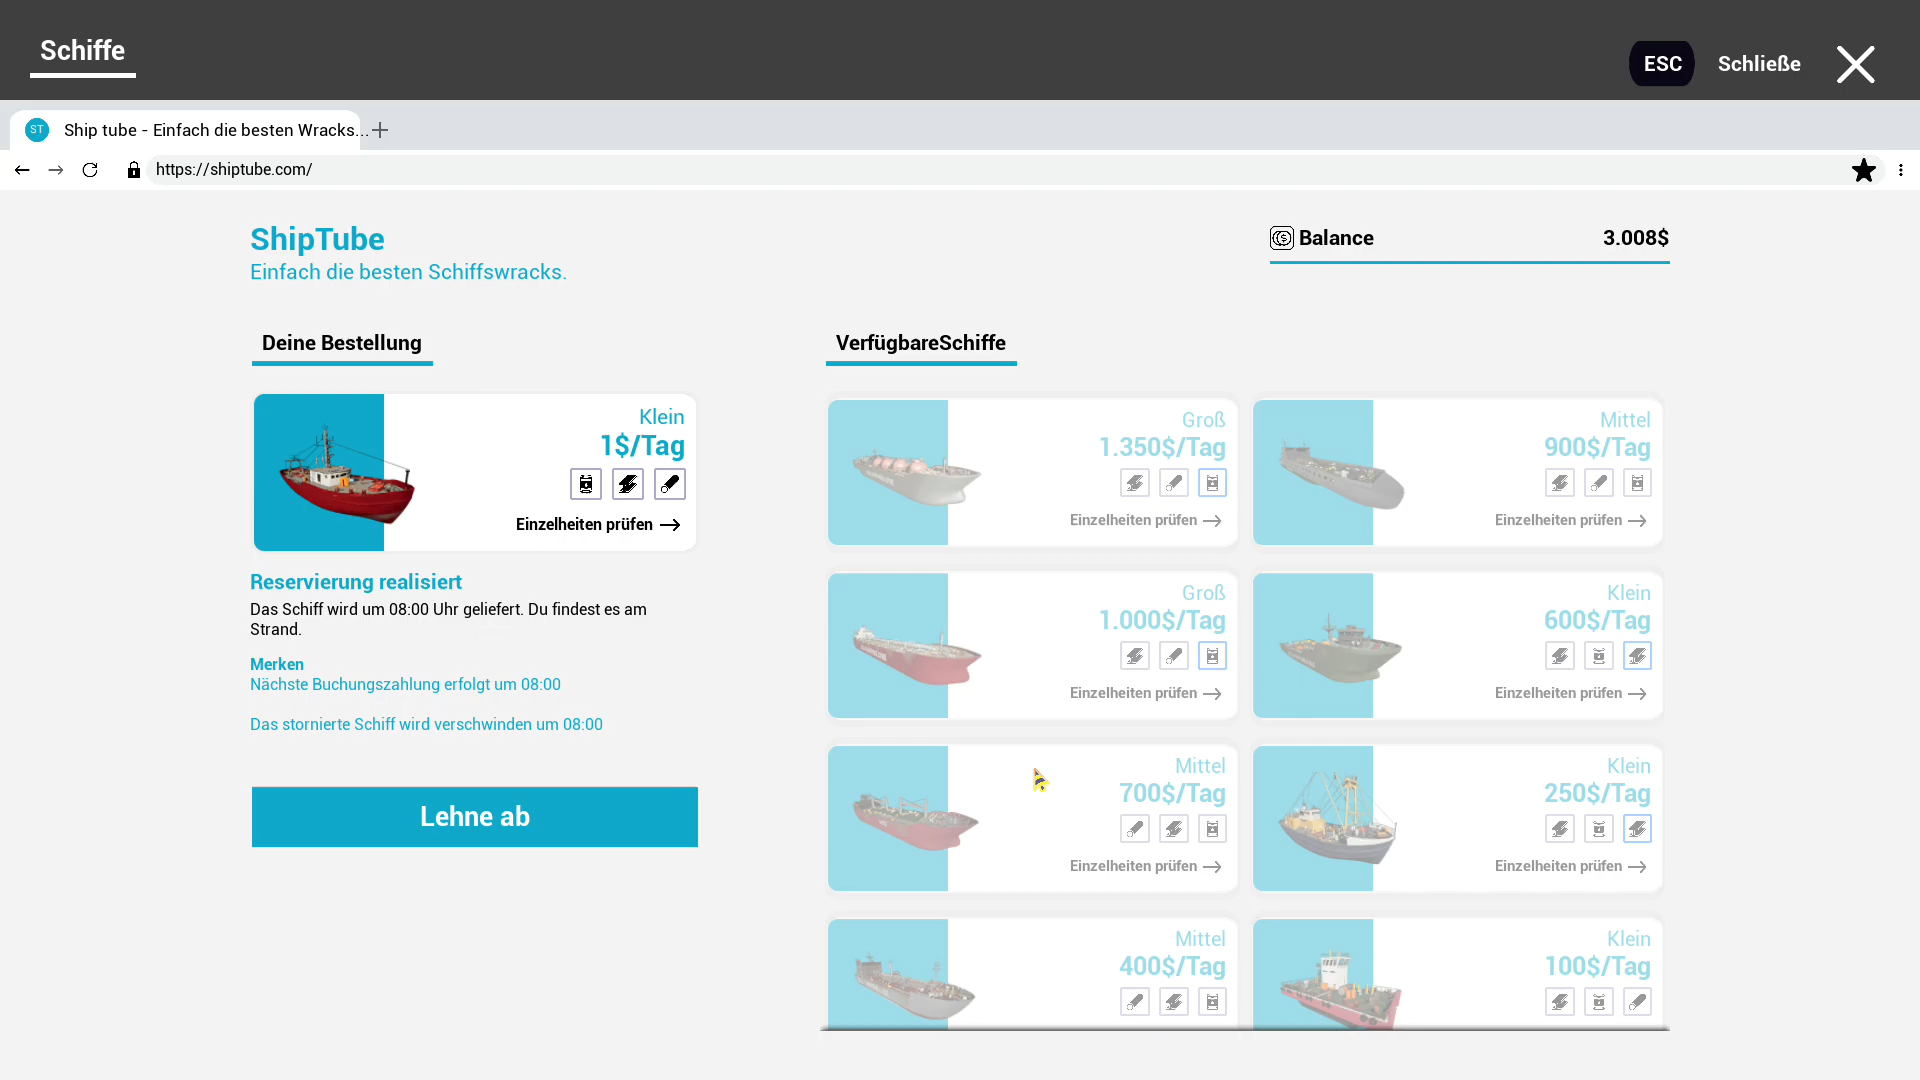 Schiffe
ESC Schließe
ST Ship tube - Einfach die besten Wracks...
https://shiptube.com/
ShipTube
Einfach die besten Schiffswracks.
Balance 3.008$
Deine Bestellung
Klein
1$/Tag
Einzelheiten prüfen
Reservierung realisiert
Das Schiff wird um 08:00 Uhr geliefert. Du findest es am
Strand.
Merken
Nächste Buchungszahlung erfolgt um 08:00
Das stornierte Schiff wird verschwinden um 08:00
Lehne ab
VerfügbareSchiffe
Groß
1.350$/Tag
Einzelheiten prüfen
Mittel
900$/Tag
Einzelheiten prüfen
Groß
1.000$/Tag
Einzelheiten prüfen
Klein
600$/Tag
Einzelheiten prüfen
Mittel
700$/Tag
Einzelheiten prüfen
Klein
250$/Tag
Einzelheiten prüfen
Mittel
400$/Tag
Klein
100$/Tag